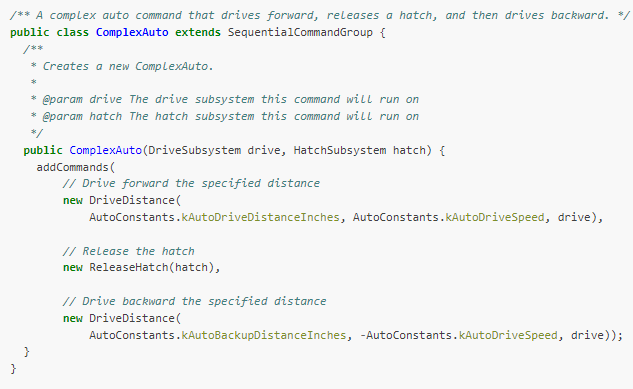 /** A complex auto command that drives forward, releases a hatch, and then drives backward. */
public class ComplexAuto extends SequentialCommandGroup {
  /**
   * Creates a new ComplexAuto.
   *
   * @param drive The drive subsystem this command will run on
   * @param hatch The hatch subsystem this command will run on
   */
  public ComplexAuto(DriveSubsystem drive, HatchSubsystem hatch) {
    addCommands(
        // Drive forward the specified distance
        new DriveDistance(
            AutoConstants.kAutoDriveDistanceInches, AutoConstants.kAutoDriveSpeed, drive),

        // Release the hatch
        new ReleaseHatch(hatch),

        // Drive backward the specified distance
        new DriveDistance(
            AutoConstants.kAutoBackupDistanceInches, -AutoConstants.kAutoDriveSpeed, drive));
  }
}